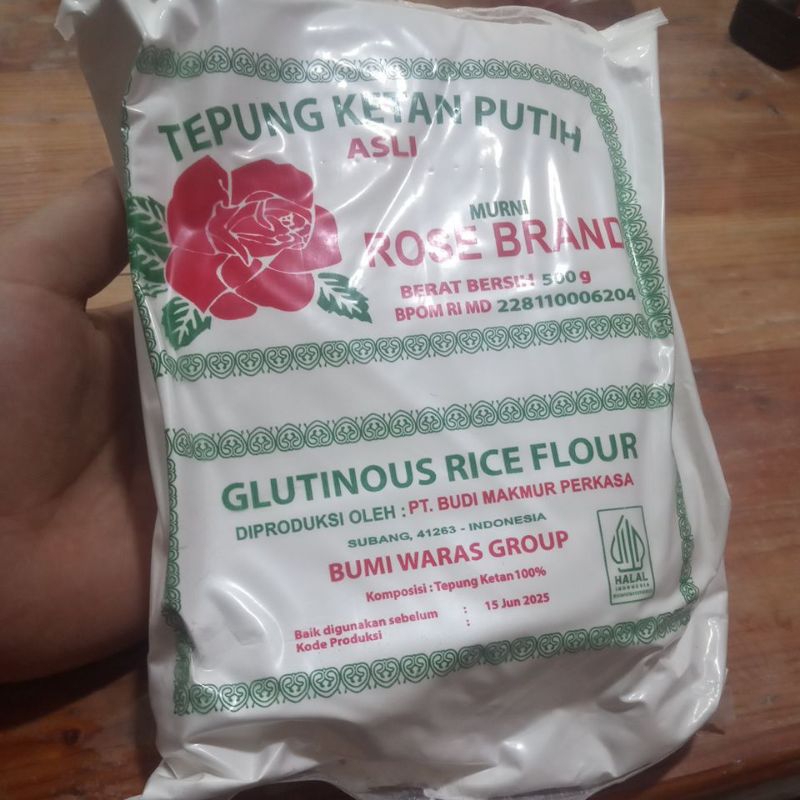 TEPUNG KETAN PUTIH
ASLI
MURNI
ROSE BRAND
BERAT BERSIH 500 g
BPOM RI MD 228110006204
GLUTINOUS RICE FLOUR
DIPRODUKSI OLEH : PT. BUDI MAKMUR PERKASA
SUBANG, 41263 - INDONESIA
BUMI WARAS GROUP
Komposisi : Tepung Ketan 100%
HALAL
INDONESIA
Baik digunakan sebelum : 15 Jun 2025
Kode Produksi :